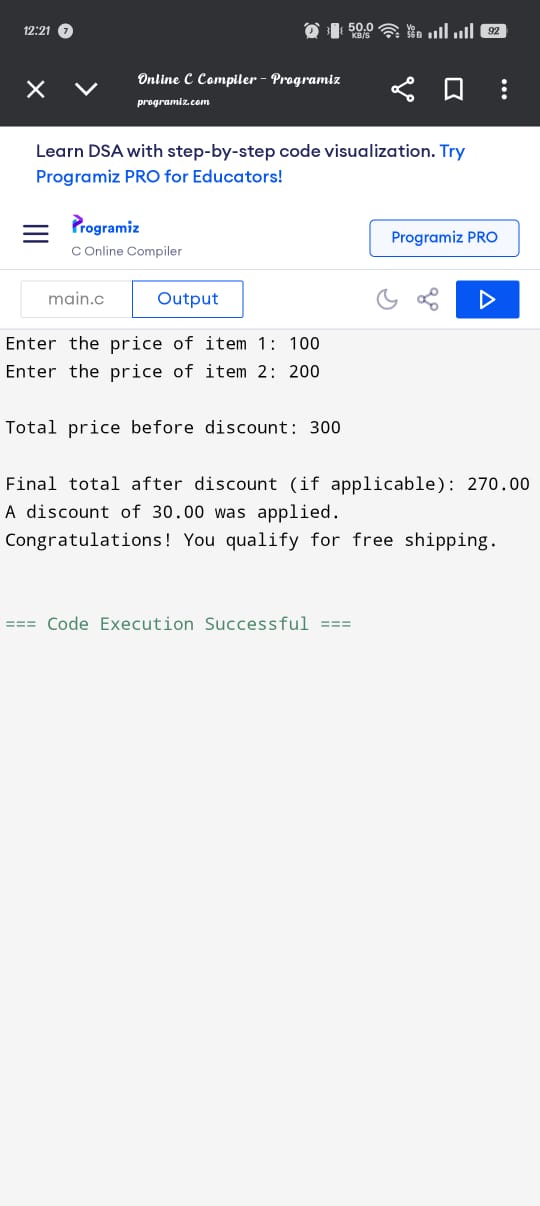 12:21 7 50.0 KB/S Vo 5G 92
Online C Compiler - Programiz
programiz.com
Learn DSA with step-by-step code visualization. Try
Programiz PRO for Educators!
Programiz
C Online Compiler
Programiz PRO
main.c Output
Enter the price of item 1: 100
Enter the price of item 2: 200
Total price before discount: 300
Final total after discount (if applicable): 270.00
A discount of 30.00 was applied.
Congratulations! You qualify for free shipping.
=== Code Execution Successful ===